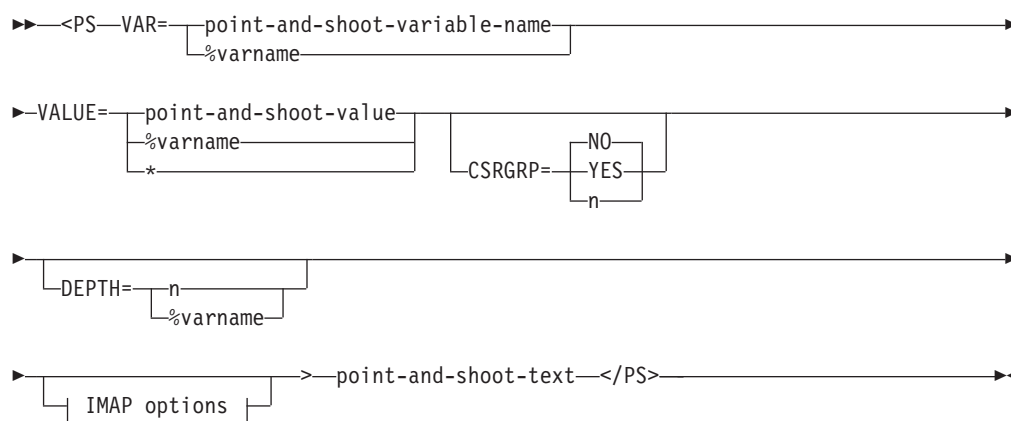 <PS VAR= point-and-shoot-variable-name
%varname
VALUE= point-and-shoot-value
%varname
*
CSRGRP= NO
YES
n
DEPTH= n
%varname
IMAP options
> point-and-shoot-text </PS>